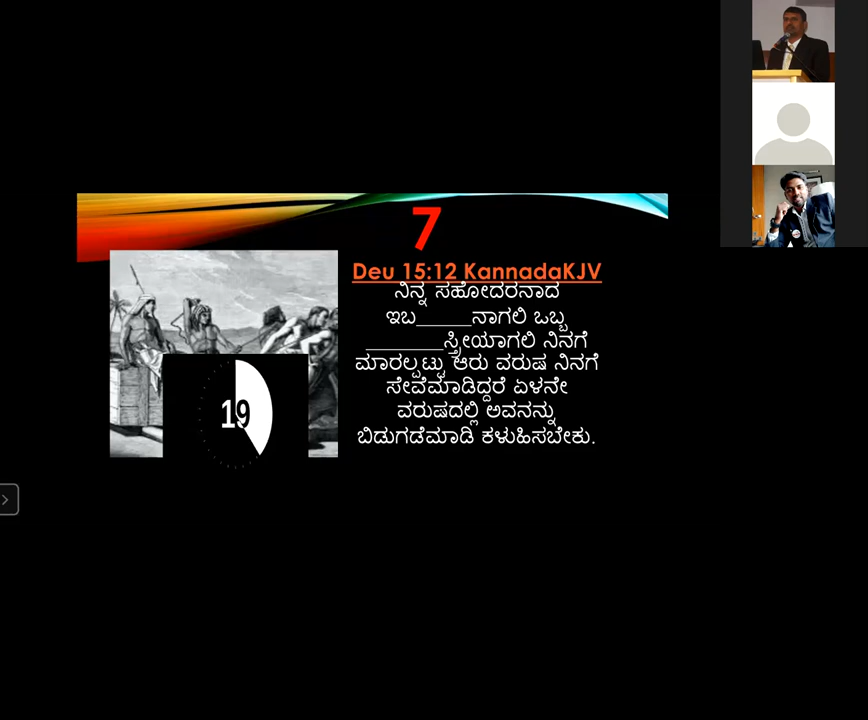 7
Deu 15:12 KannadaKJV
ನಿನ್ನ ಸಹೋದರನಾದ
ಇಬ_____ನಾಗಲಿ ಒಬ್ಬ
_______ಸ್ತ್ರೀಯಾಗಲಿ ನಿನಗೆ
ಮಾರಲ್ಪಟ್ಟು ಆರು ವರುಷ ನಿನಗೆ
ಸೇವೆಮಾಡಿದ್ದರೆ ಏಳನೇ
ವರುಷದಲ್ಲಿ ಅವನನ್ನು
ಬಿಡುಗಡೆಮಾಡಿ ಕಳುಹಿಸಬೇಕು.
19